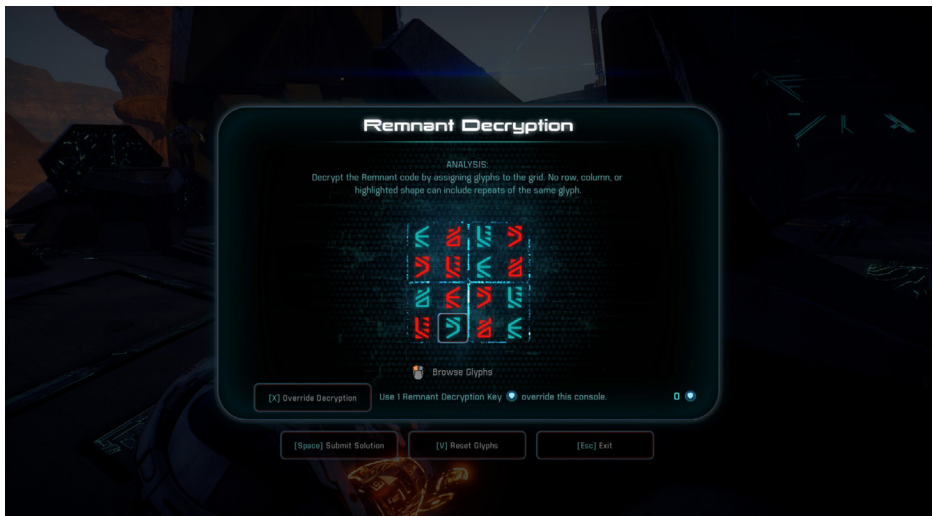 Remnant Decryption
ANALYSIS:
Decrypt the Remnant code by assigning glyphs to the grid. No row, column, or
highlighted shape can include repeats of the same glyph.
Browse Glyphs
[X] Override Decryption
Use 1 Remnant Decryption Key override this console.
0
[Space] Submit Solution
[V] Reset Glyphs
[Esc] Exit